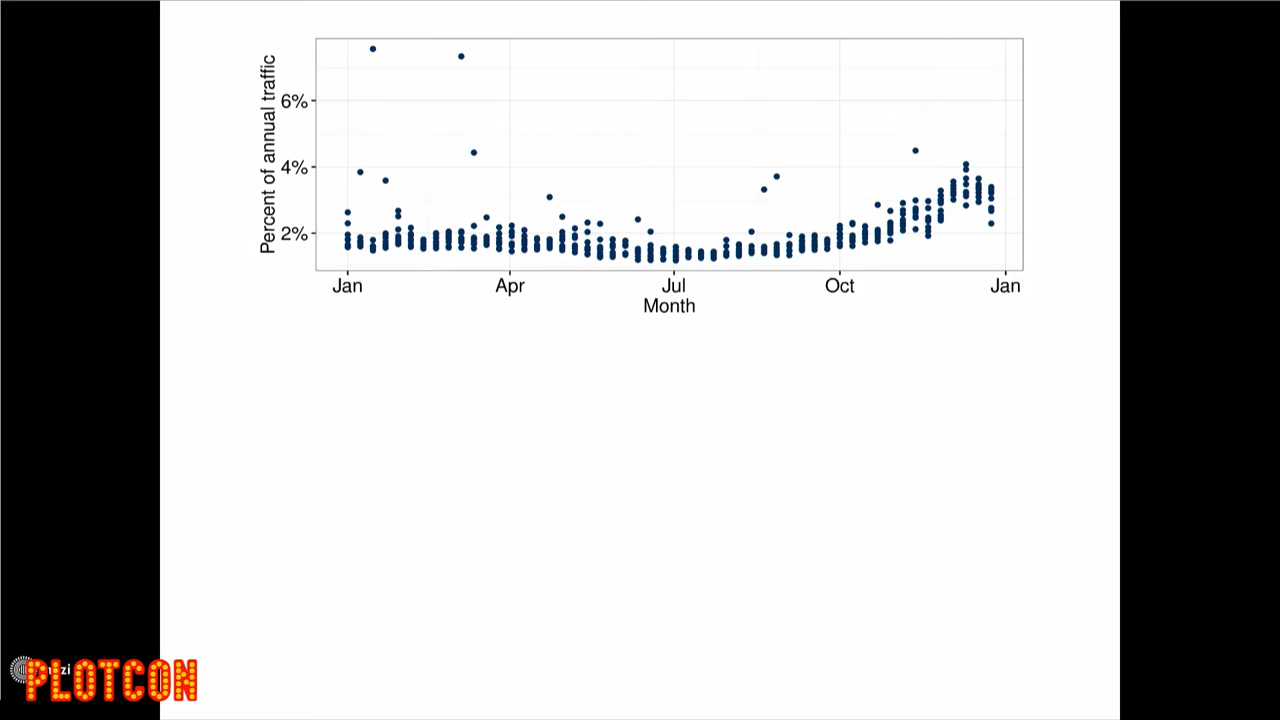 Percent of annual traffic
6%
4%
2%
Jan
Apr
Jul
Oct
Jan
Month
PLOTCON